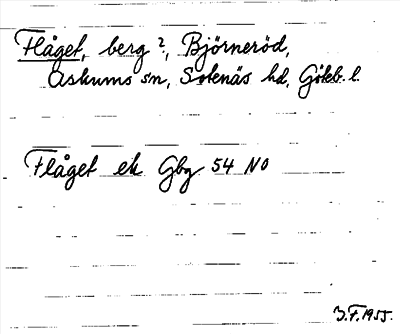 Flåget, berg ?, Björneröd,
Askums sn, Sotenäs hd, Göteb. l.
Flåget ek Gbg 54 NO
J.F. 1955.